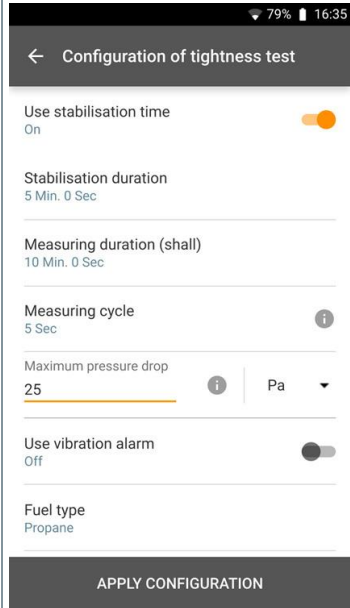 79% 16:35
Configuration of tightness test
Use stabilisation time
On
Stabilisation duration
5 Min. 0 Sec
Measuring duration (shall)
10 Min. 0 Sec
Measuring cycle
5 Sec
Maximum pressure drop
25 Pa
Use vibration alarm
Off
Fuel type
Propane
APPLY CONFIGURATION